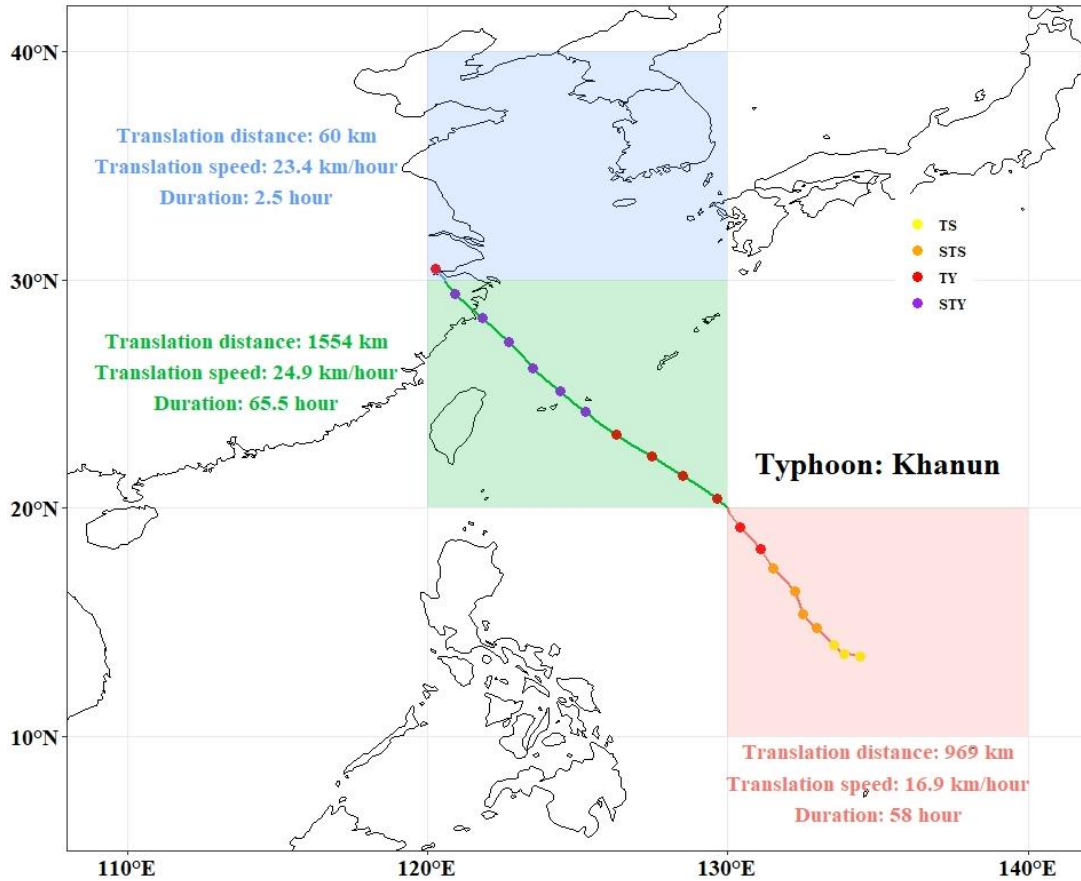 40°N
Translation distance: 60 km
Translation speed: 23.4 km/hour
Duration: 2.5 hour
TS
STS
TY
STY
30°N
Translation distance: 1554 km
Translation speed: 24.9 km/hour
Duration: 65.5 hour
Typhoon: Khanun
20°N
10°N
Translation distance: 969 km
Translation speed: 16.9 km/hour
Duration: 58 hour
110°E 120°E 130°E 140°E